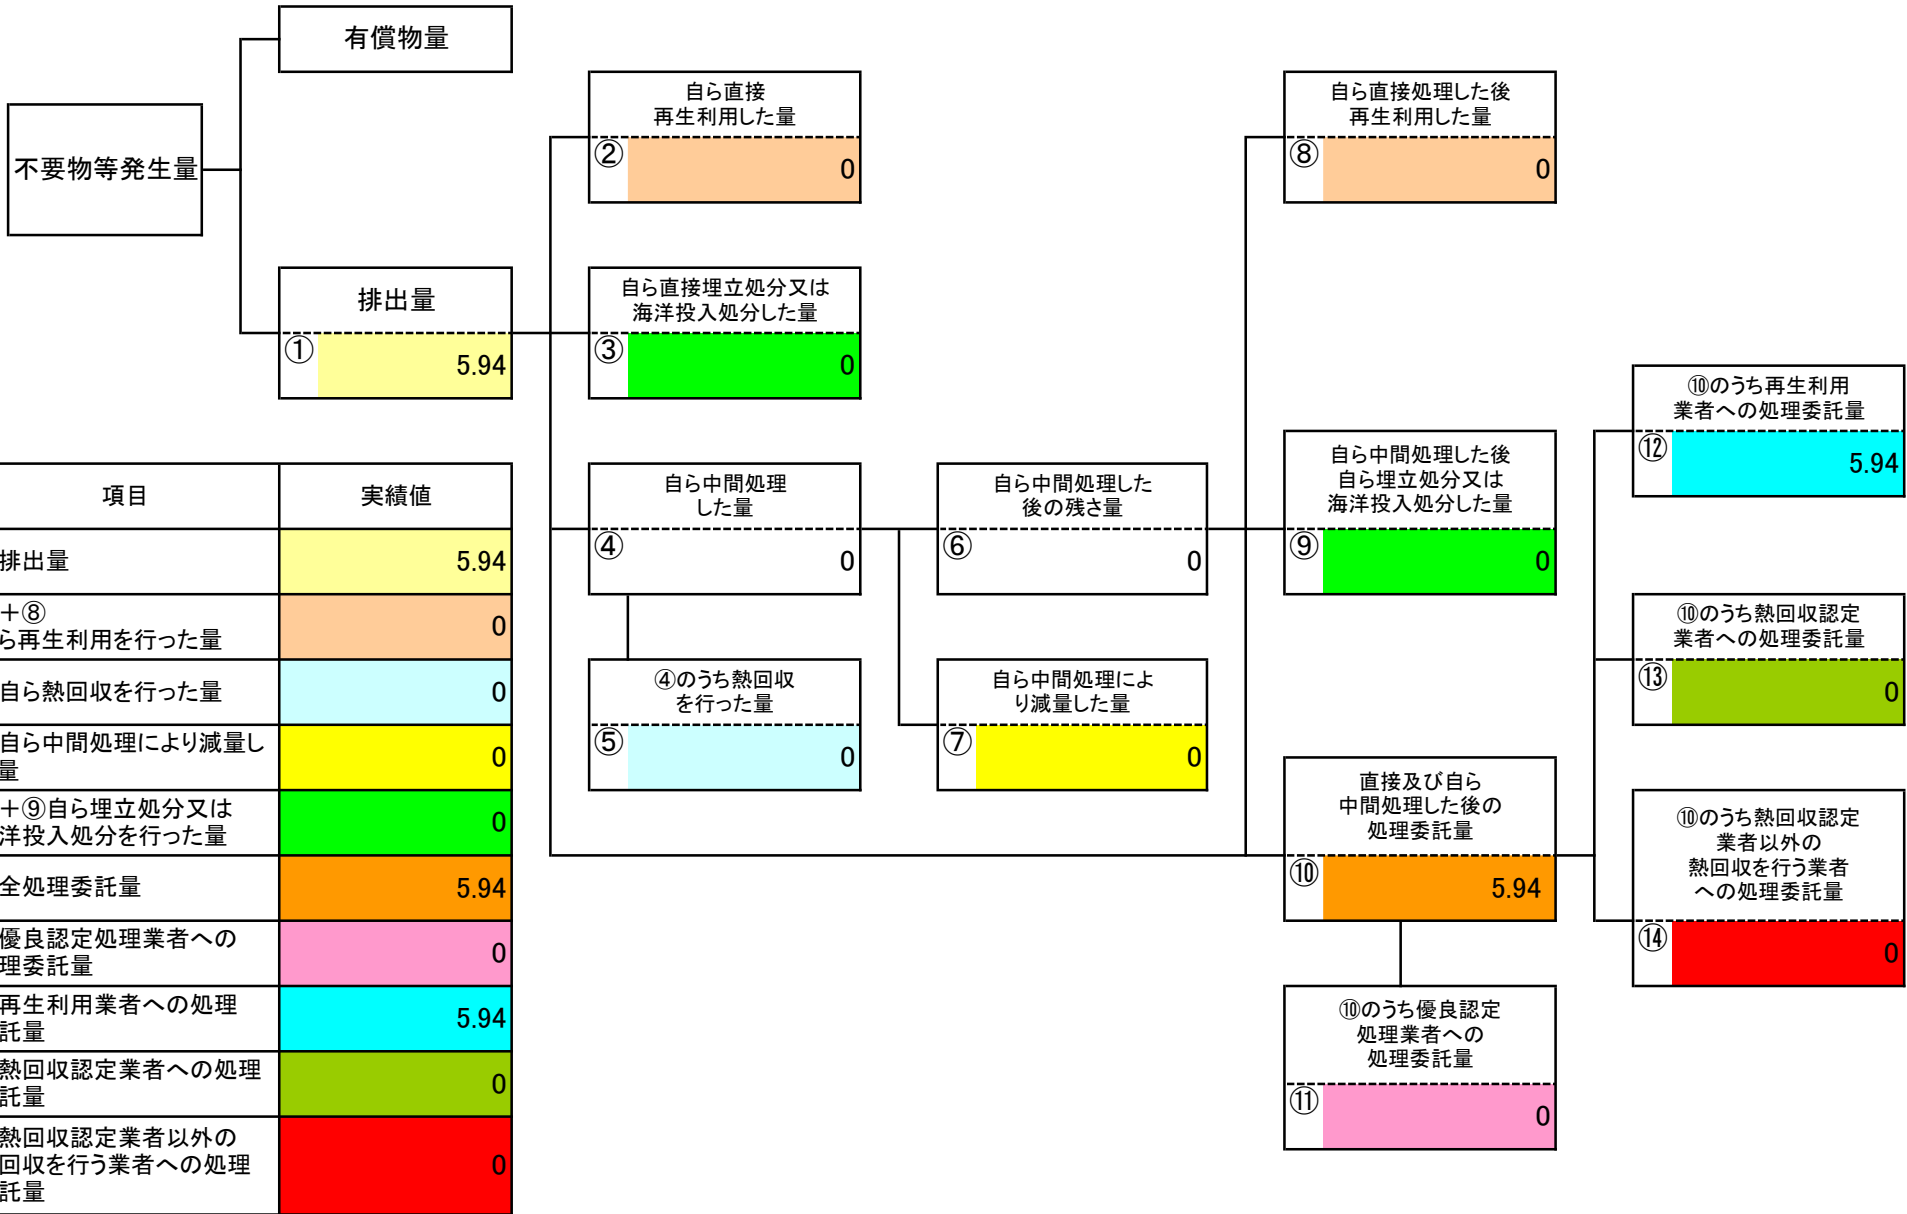 有償物量
不要物等発生量
排出量
①
5.94
自ら直接
再生利用した量
②
0
自ら直接埋立処分又は
海洋投入処分した量
③
0
自ら中間処理
した量
④
0
④のうち熱回収
を行った量
⑤
0
自ら中間処理した
後の残さ量
⑥
0
自ら中間処理によ
り減量した量
⑦
0
自ら直接処理した後
再生利用した量
⑧
0
自ら中間処理した後
自ら埋立処分又は
海洋投入処分した量
⑨
0
直接及び自ら
中間処理した後の
処理委託量
⑩
5.94
⑩のうち優良認定
処理業者への
処理委託量
⑪
0
⑩のうち再生利用
業者への処理委託量
⑫
5.94
⑩のうち熱回収認定
業者への処理委託量
⑬
0
⑩のうち熱回収認定
業者以外の
熱回収を行う業者
への処理委託量
⑭
0
項目 実績値
排出量 5.94
+⑧
ら再生利用を行った量
0
自ら熱回収を行った量 0
自ら中間処理により減量し
量
0
+⑨自ら埋立処分又は
洋投入処分を行った量
0
全処理委託量 5.94
優良認定処理業者への
理委託量
0
再生利用業者への処理
託量
5.94
熱回収認定業者への処理
託量
0
熱回収認定業者以外の
回収を行う業者への処理
託量
0